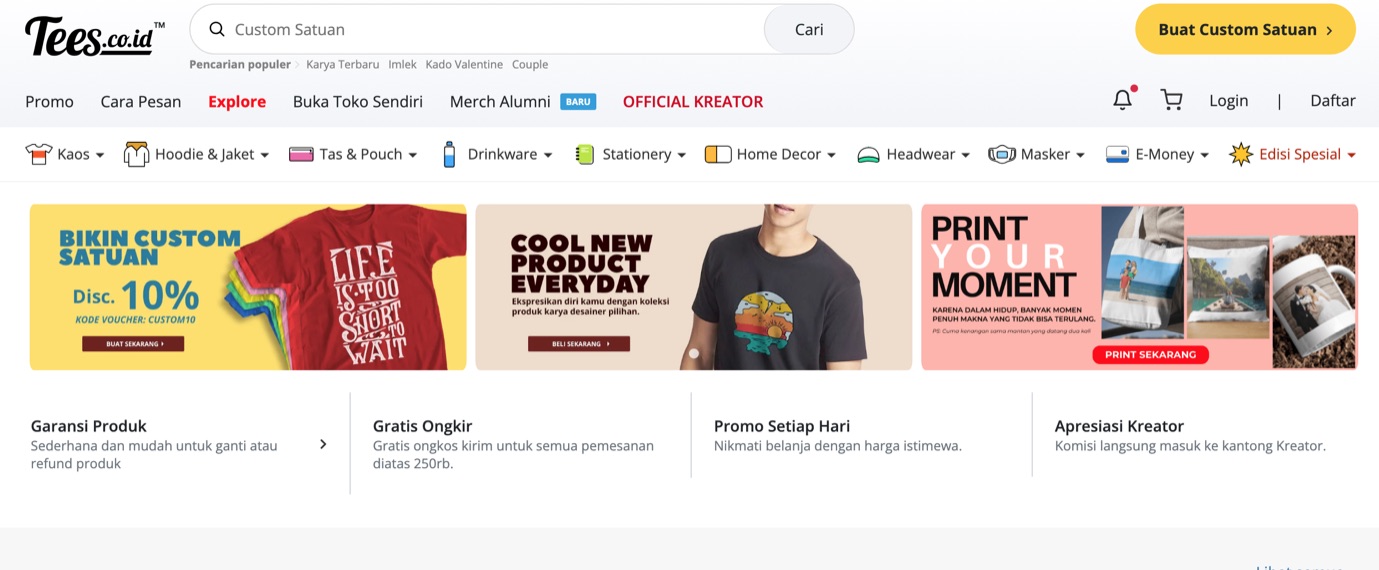 Tees.co.id™
Custom Satuan
Cari
Buat Custom Satuan ›
Pencarian populer › Karya Terbaru Imlek Kado Valentine Couple
Promo Cara Pesan Explore Buka Toko Sendiri Merch Alumni BARU OFFICIAL KREATOR
Login | Daftar
Kaos Hoodie & Jaket Tas & Pouch Drinkware Stationery Home Decor Headwear Masker E-Money Edisi Spesial
BIKIN CUSTOM
SATUAN
Disc. 10%
KODE VOUCHER: CUSTOM10
BUAT SEKARANG
LIFE
IS TOO
SHORT
TO
WAIT
COOL NEW
PRODUCT
EVERYDAY
Ekspresikan diri kamu dengan koleksi
produk karya desainer pilihan.
BELI SEKARANG
PRINT
YOUR
MOMENT
KARENA DALAM HIDUP, BANYAK MOMEN
PENUH MAKNA YANG TIDAK BISA TERULANG.
PS: Cuma kenangan sama mantan yang datang dua kali
PRINT SEKARANG
Garansi Produk
Sederhana dan mudah untuk ganti atau
refund produk
Gratis Ongkir
Gratis ongkos kirim untuk semua pemesanan
diatas 250rb.
Promo Setiap Hari
Nikmati belanja dengan harga istimewa.
Apresiasi Kreator
Komisi langsung masuk ke kantong Kreator.